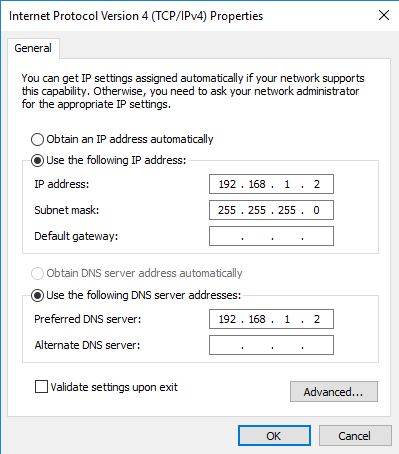 Internet Protocol Version 4 (TCP/IPv4) Properties
General
You can get IP settings assigned automatically if your network supports
this capability. Otherwise, you need to ask your network administrator
for the appropriate IP settings.
Obtain an IP address automatically
Use the following IP address:
IP address: 192 . 168 . 1 . 2
Subnet mask: 255 . 255 . 255 . 0
Default gateway: . . .
Obtain DNS server address automatically
Use the following DNS server addresses:
Preferred DNS server: 192 . 168 . 1 . 2
Alternate DNS server: . . .
Validate settings upon exit
Advanced...
OK Cancel